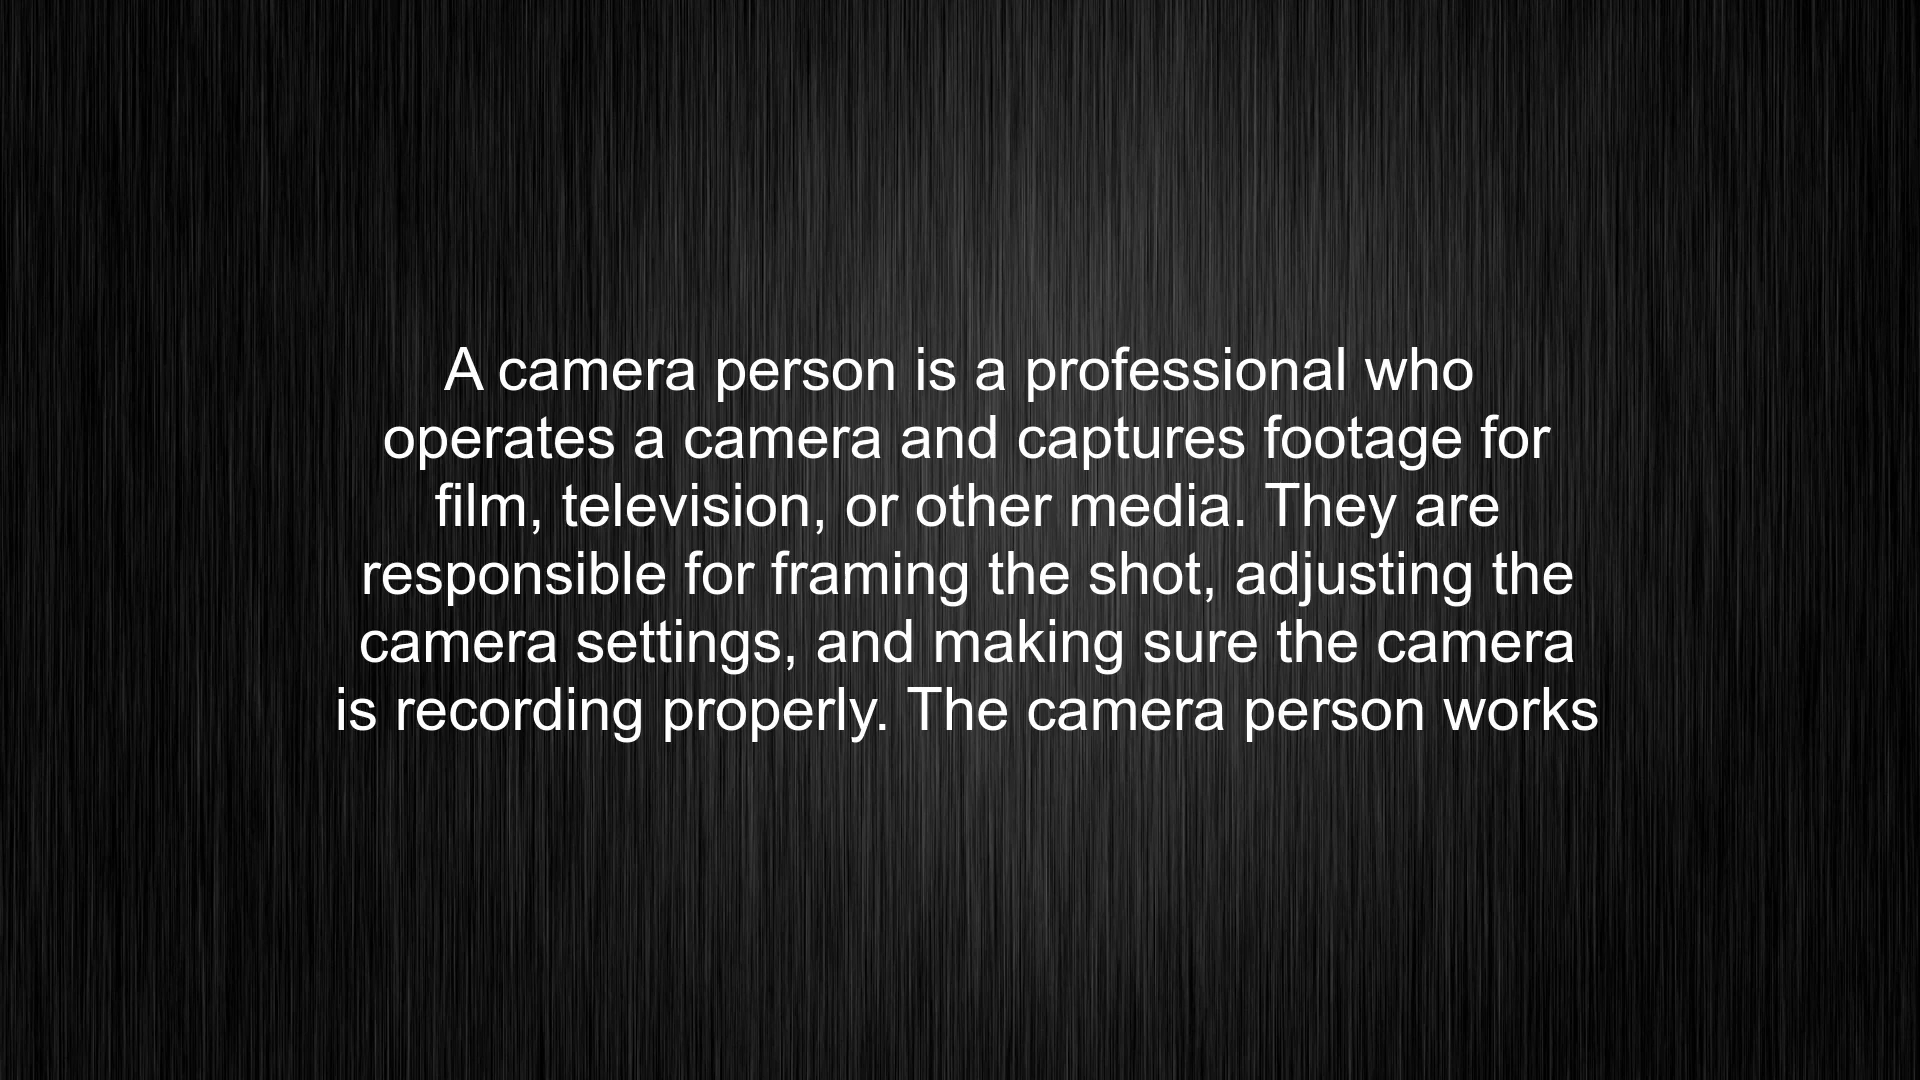 A camera person is a professional who
operates a camera and captures footage for
film, television, or other media. They are
responsible for framing the shot, adjusting the
camera settings, and making sure the camera
is recording properly. The camera person works